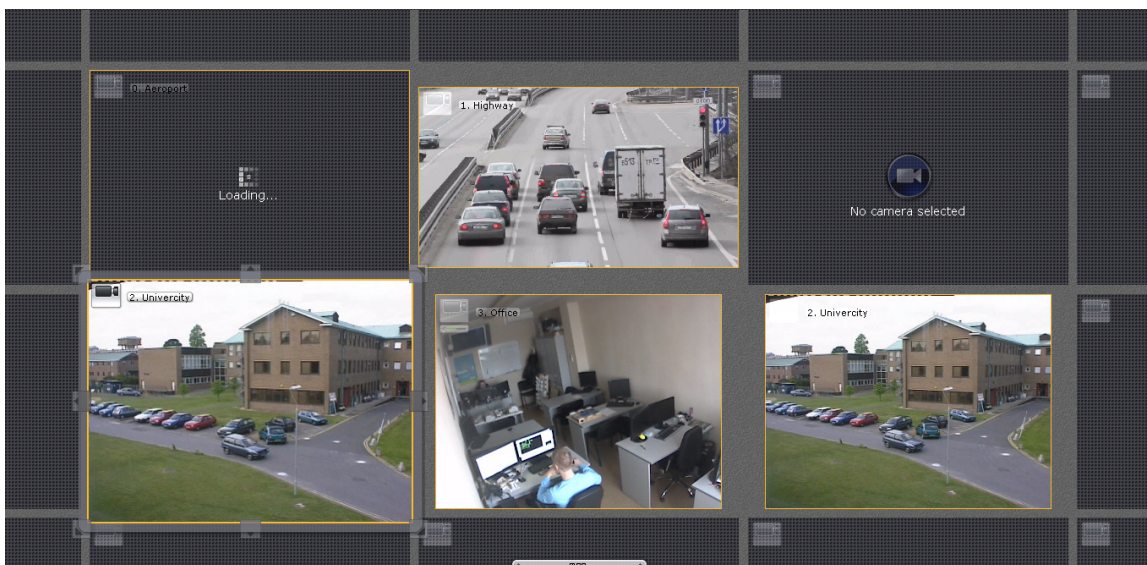 0. Aeroport
1. Highway
Loading...
No camera selected
2. Univercity
3. Office
2. Univercity